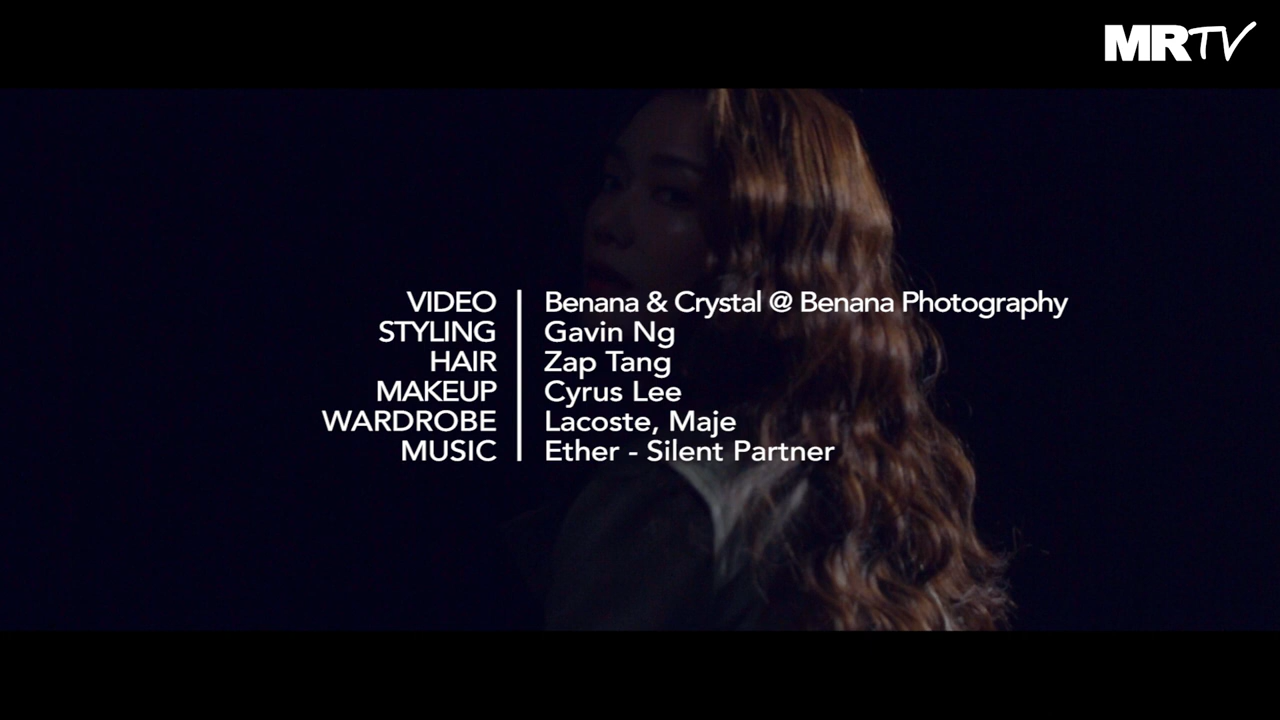 MRTV
VIDEO Benana & Crystal @ Benana Photography
STYLING Gavin Ng
HAIR Zap Tang
MAKEUP Cyrus Lee
WARDROBE Lacoste, Maje
MUSIC Ether - Silent Partner